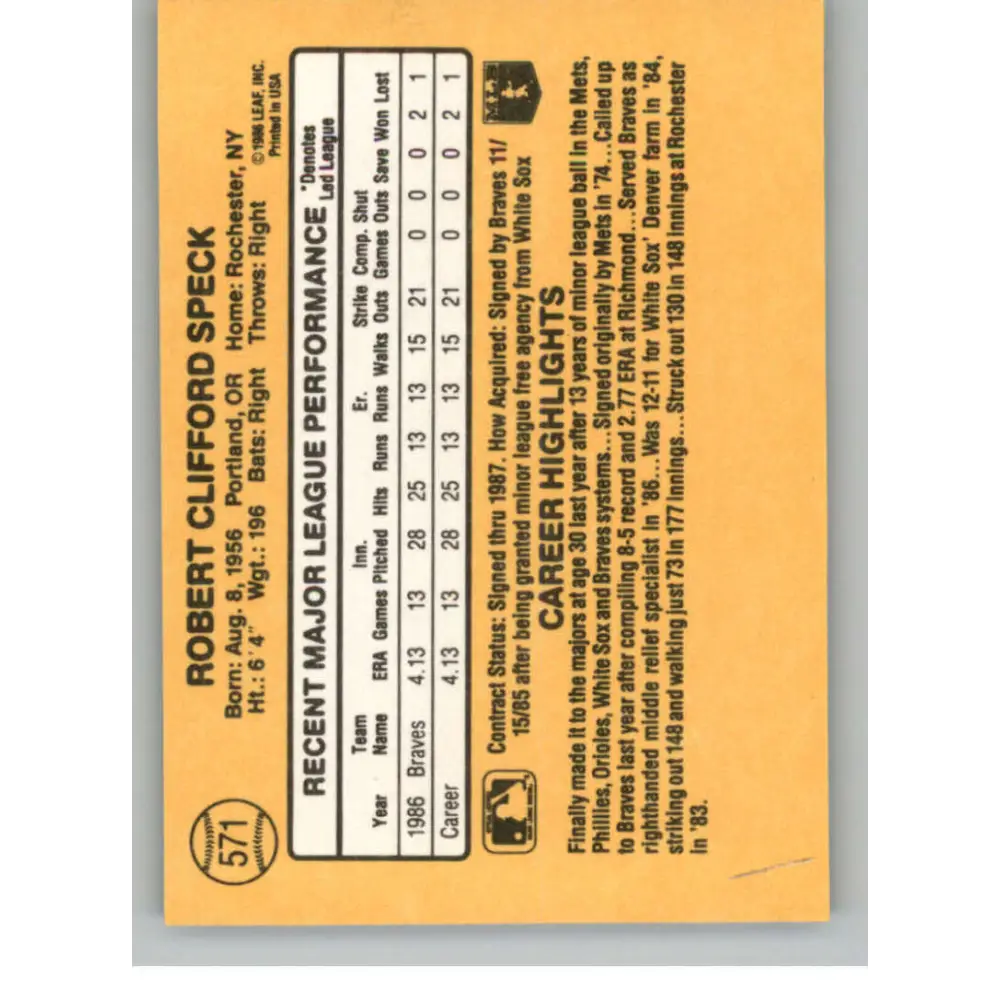 571
ROBERT CLIFFORD SPECK
Born: Aug. 8, 1956 Portland, OR Home: Rochester, NY
Ht.: 6'4" Wgt.: 196 Bats: Right Throws: Right
© 1986 LEAF, INC.
Printed in USA
RECENT MAJOR LEAGUE PERFORMANCE
*Denotes
Led League
Team Inn. Er. Strike Comp. Shut
Year Name ERA Games Pitched Hits Runs Runs Walks Outs Games Outs Save Won Lost
1986 Braves 4.13 13 28 25 13 13 15 21 0 0 0 2 1
Career 4.13 13 28 25 13 13 15 21 0 0 0 2 1
Contract Status: Signed thru 1987. How Acquired: Signed by Braves 11/
15/85 after being granted minor league free agency from White Sox
MLB
CAREER HIGHLIGHTS
Finally made it to the majors at age 30 last year after 13 years of minor league ball in the Mets,
Phillies, Orioles, White Sox and Braves systems...Signed originally by Mets in '74...Called up
to Braves last year after compiling 8-5 record and 2.77 ERA at Richmond...Served Braves as
righthanded middle relief specialist in '86...Was 12-11 for White Sox' Denver farm in '84,
striking out 148 and walking just 73 in 177 innings...Struck out 130 in 148 innings at Rochester
in '83.